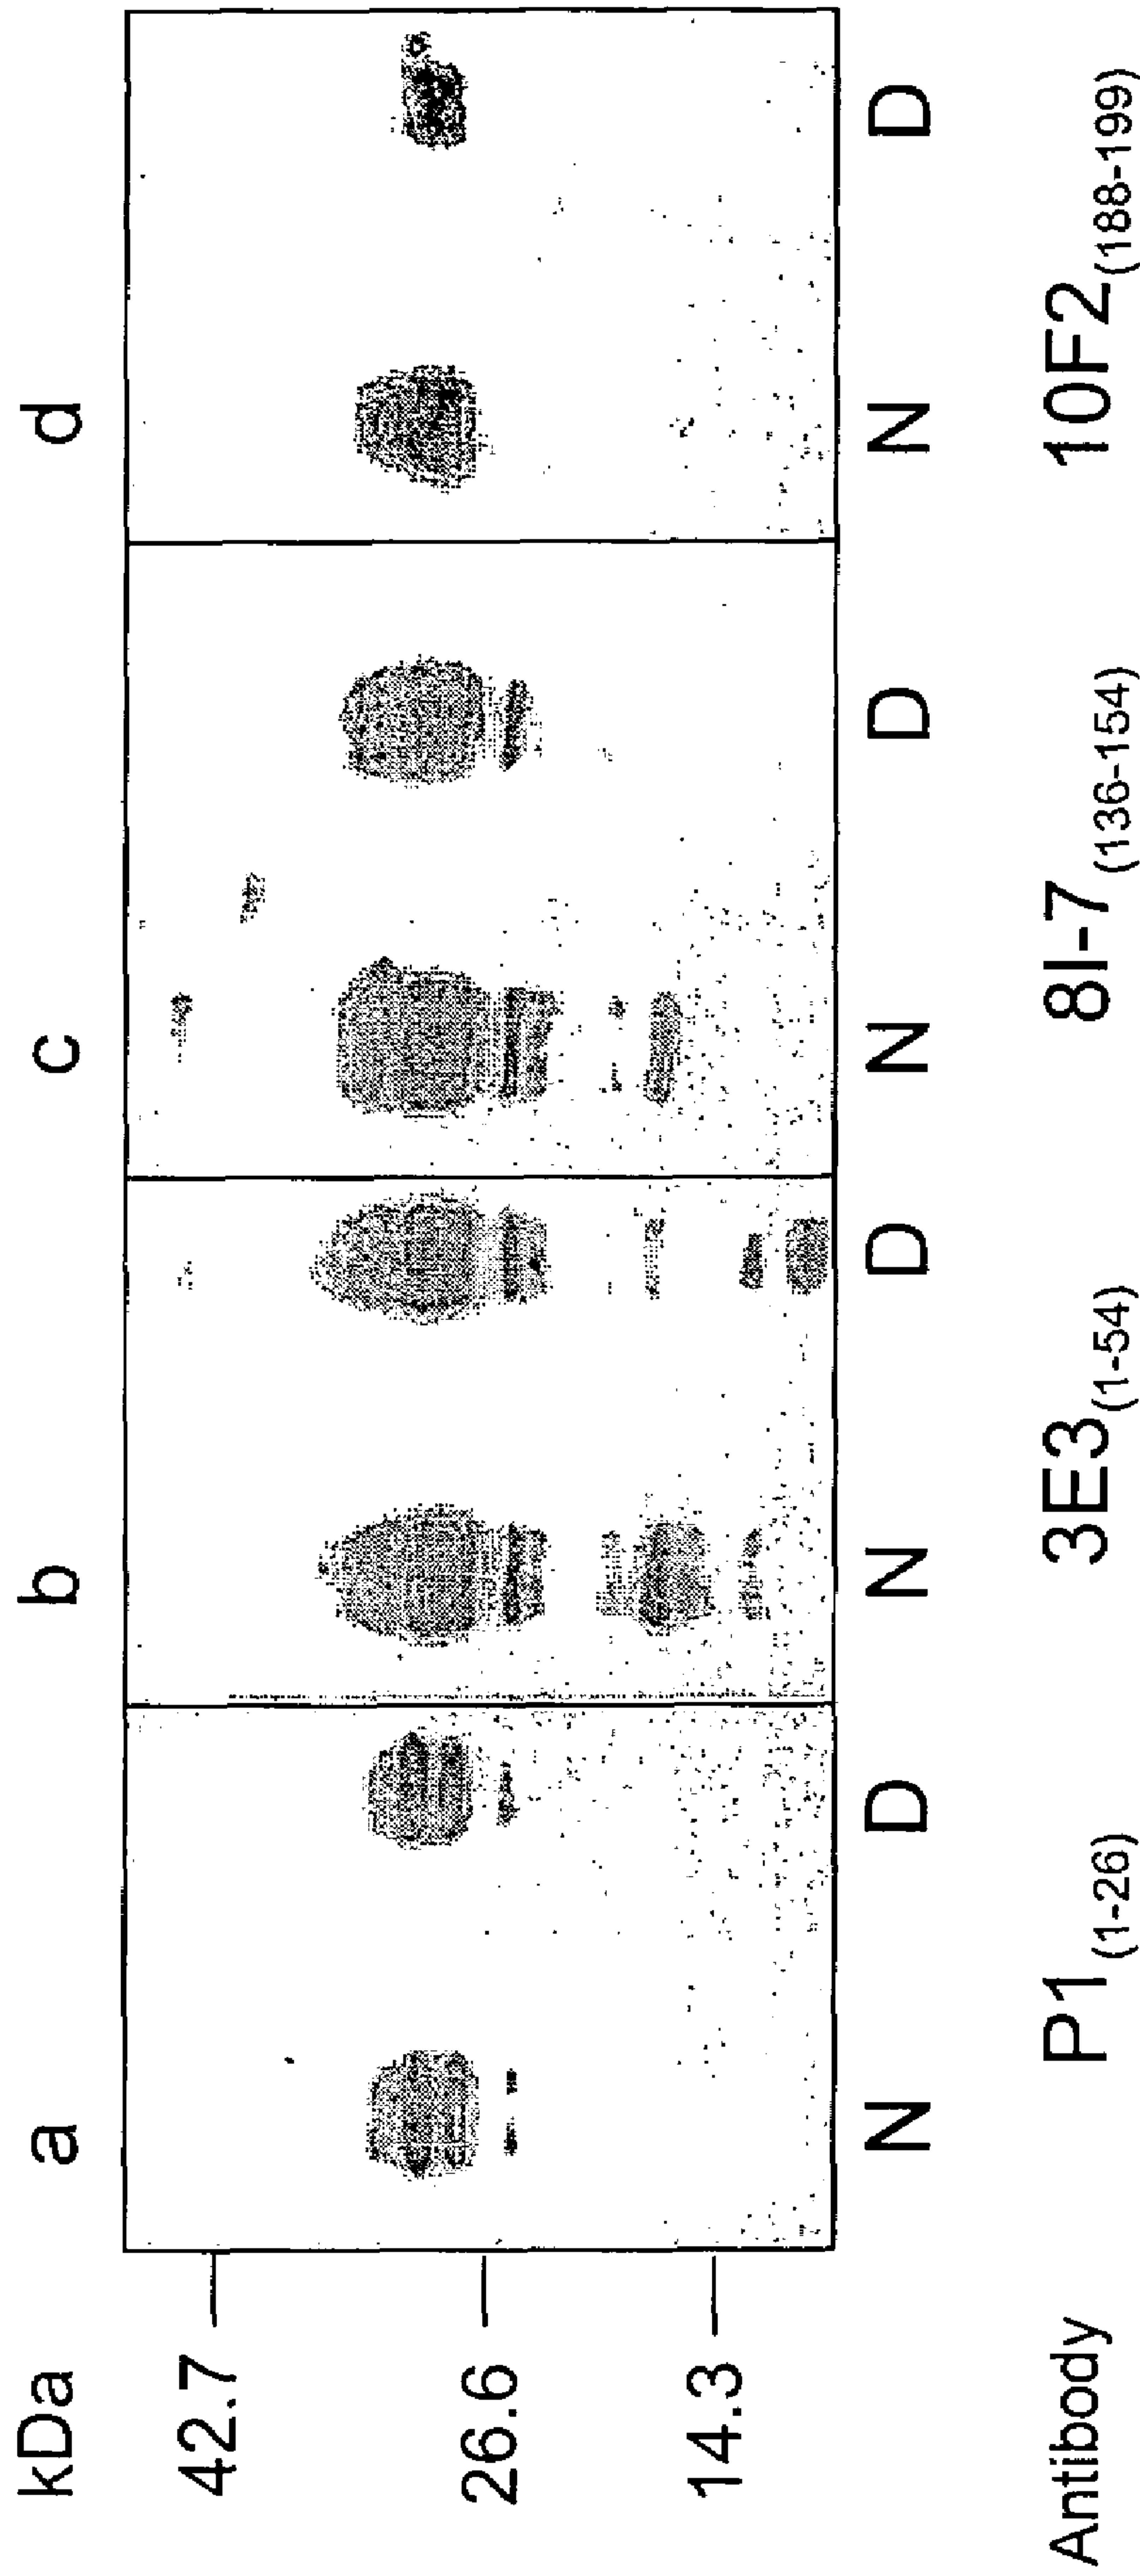 kDa a b c d
42.7
26.6
14.3
N D N D N D N D
Antibody P1(1-26) 3E3(1-54) 8I-7(136-154) 10F2(188-199)